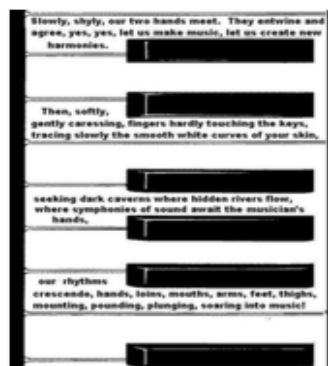 Slowly, shyly, our two hands meet. They entwine and
agree, yes, yes, let us make music, let us create new
harmonies.
Then, softly,
gently caressing, fingers hardly touching the keys,
tracing slowly the smooth white curves of your skin,
seeking dark caverns where hidden rivers flow,
where symphonies of sound await the musician's
hands,
our rhythms
crescendo, hands, loins, mouths, arms, feet, thighs,
mounting, pounding, plunging, soaring into music!